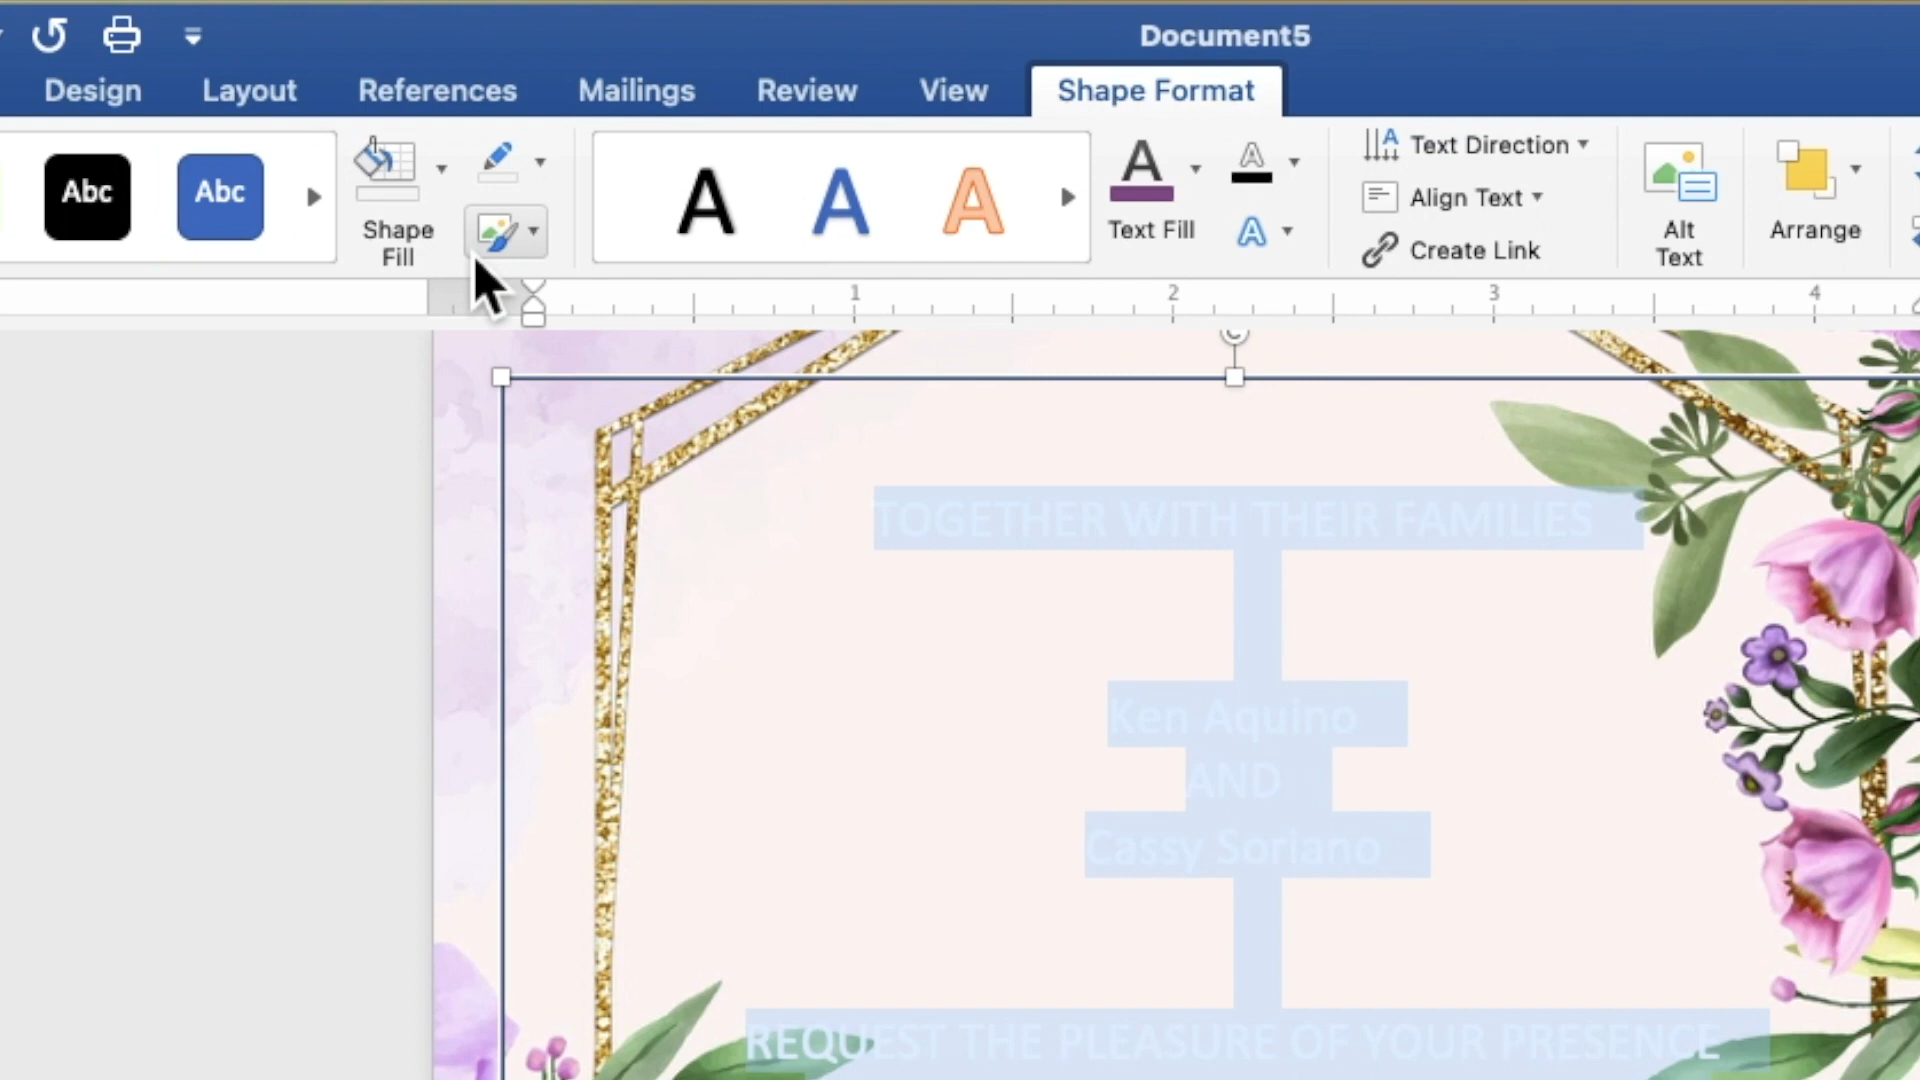 Document5
Design Layout References Mailings Review View Shape Format
Abc Abc Shape Fill A A A A Text Fill A A
Text Direction
Align Text
Create Link
Alt Text
Arrange
1 2 3 4
TOGETHER WITH THEIR FAMILIES
Ken Aquino
AND
Cassy Soriano
REQUEST THE PLEASURE OF YOUR PRESENCE